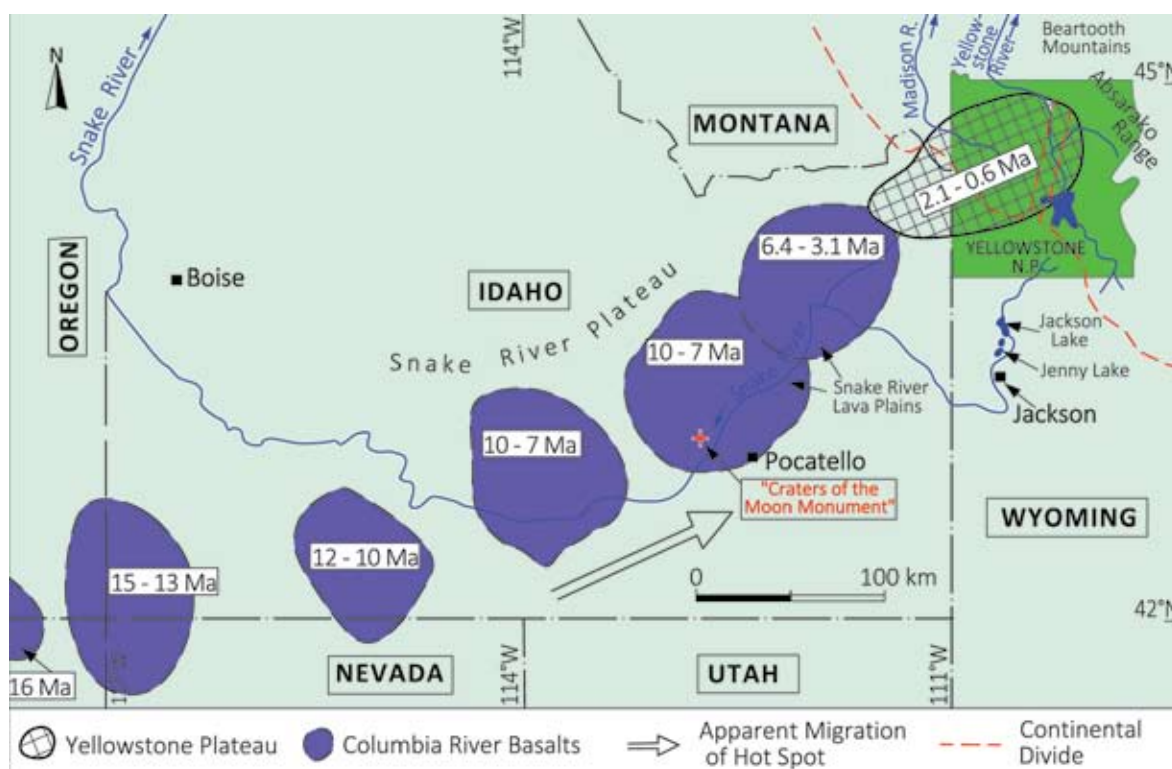 N
Snake River
114°W
Madison R.
Yellow-
stone
River
Beartooth
Mountains
45°N
Absarako
Range
MONTANA
2.1 - 0.6 Ma
YELLOWSTONE
N.P.
6.4 - 3.1 Ma
OREGON
Boise
IDAHO
Snake River Plateau
10 - 7 Ma
Snake River
Snake River
Lava Plains
Jackson
Lake
Jenny Lake
Jackson
10 - 7 Ma
Pocatello
"Craters of the
Moon Monument"
WYOMING
12 - 10 Ma
15 - 13 Ma
0
100 km
42°N
16 Ma
NEVADA
114°W
UTAH
111°W
Yellowstone Plateau
Columbia River Basalts
Apparent Migration
of Hot Spot
Continental
Divide